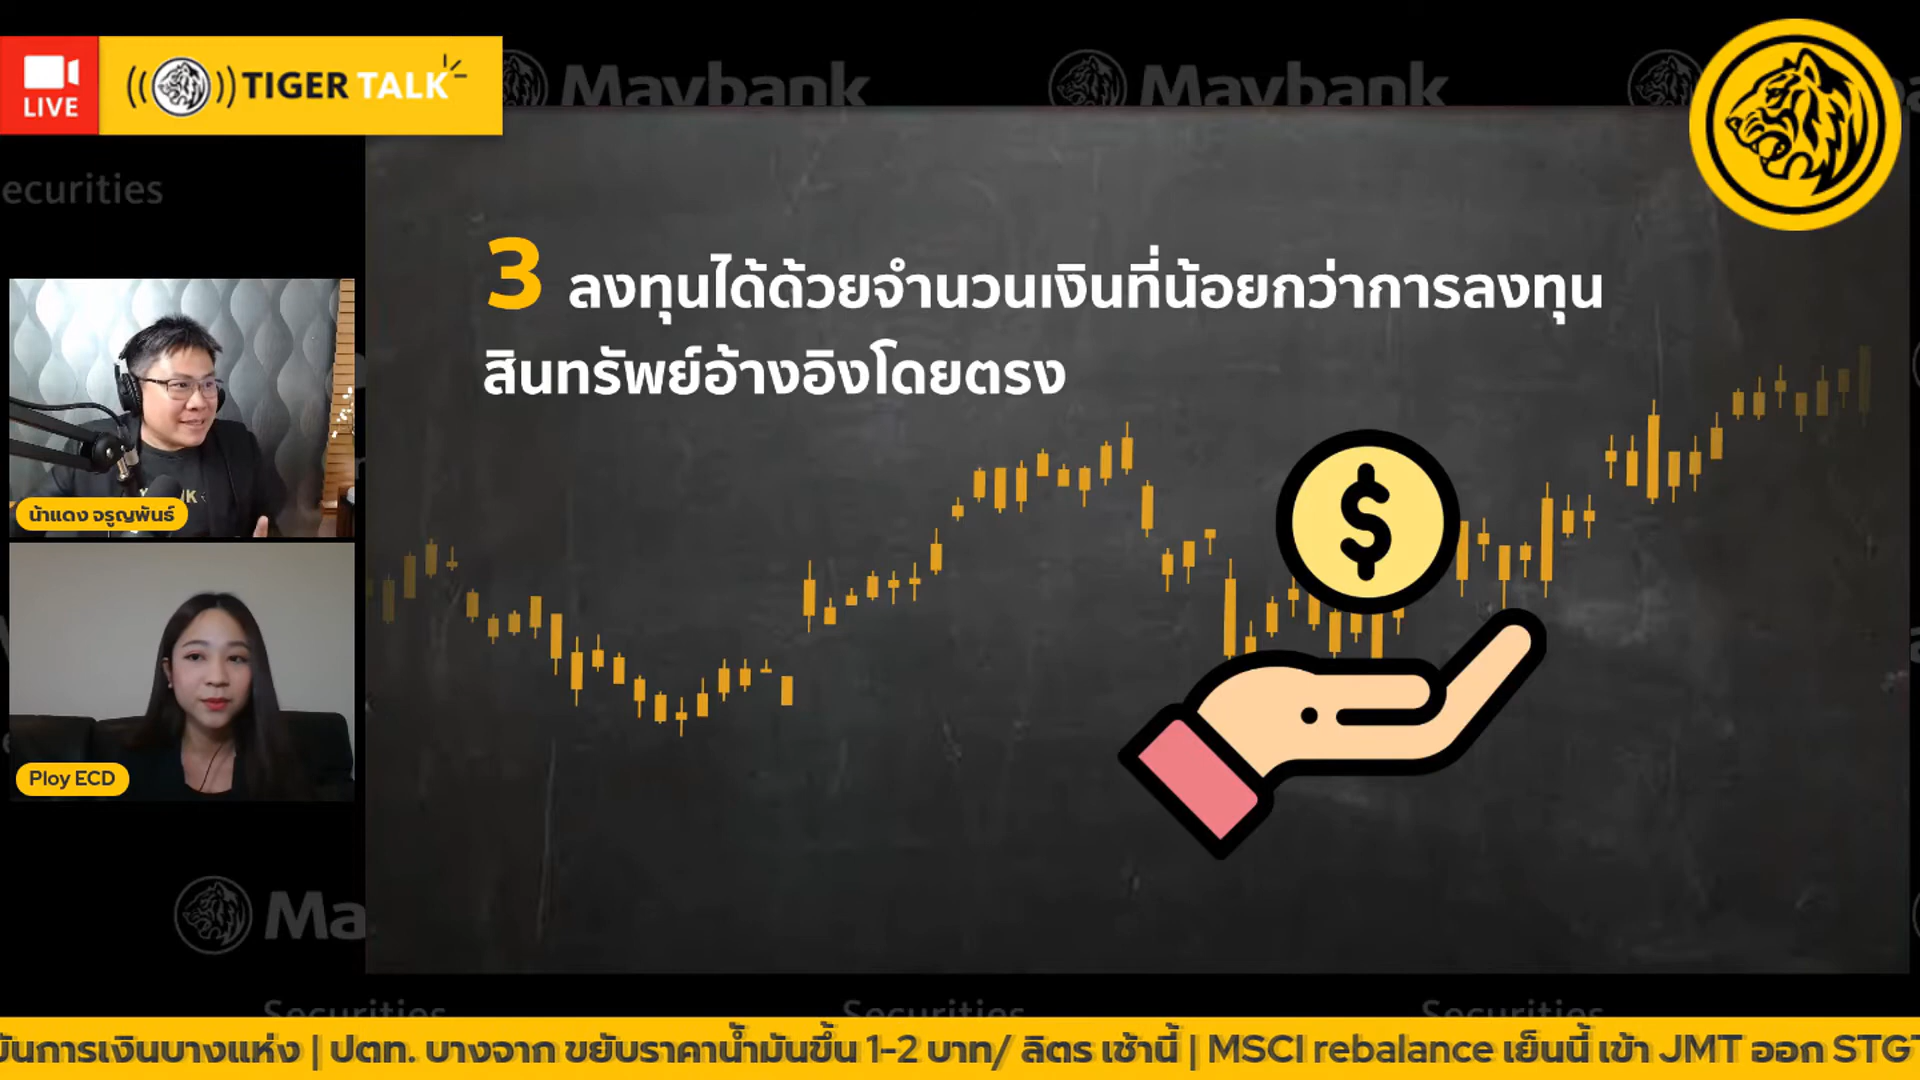 LIVE
TIGER TALK
Maybank
Maybank
ecurities
3 ลงทุนได้ด้วยจำนวนเงินที่น้อยกว่าการลงทุน
สินทรัพย์อ้างอิงโดยตรง
$
น้าแดง จรูญพันธ์
Ploy ECD
Ma
Securities
Securities
Securities
ันการเงินบางแห่ง | ปตท. บางจาก ขยับราคาน้ำมันขึ้น 1-2 บาท/ ลิตร เช้านี้ | MSCI rebalance เย็นนี้ เข้า JMT ออก STGT